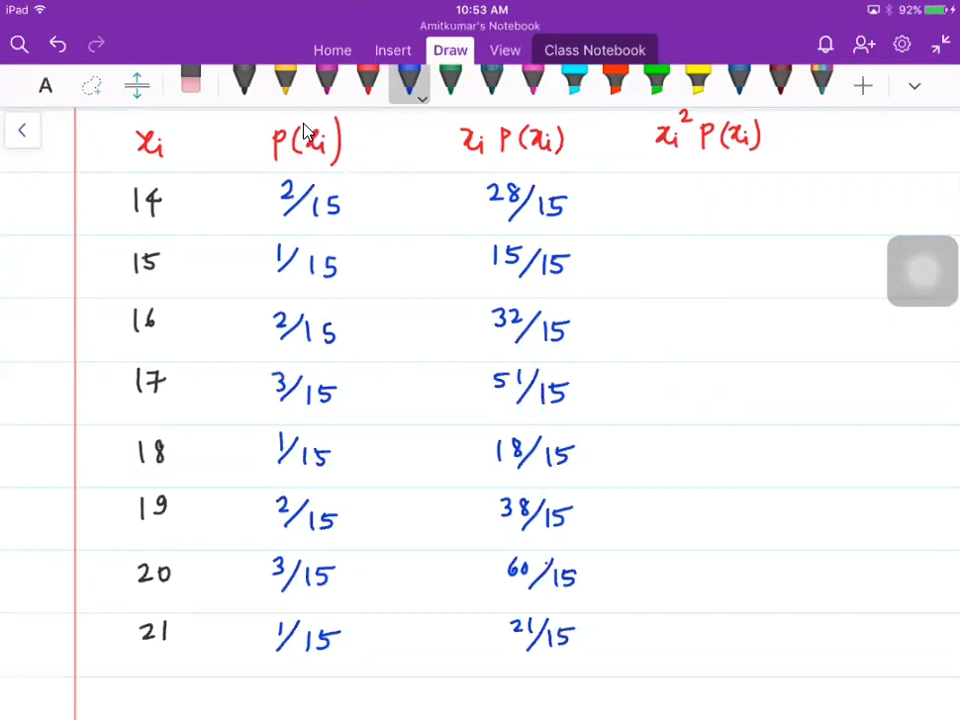 iPad 10:53 AM 92%
Amitkumar's Notebook
Home Insert Draw View Class Notebook
A
xi P(xi) xi P(xi) xi² P(xi)
14 2/15 28/15
15 1/15 15/15
16 2/15 32/15
17 3/15 51/15
18 1/15 18/15
19 2/15 38/15
20 3/15 60/15
21 1/15 21/15